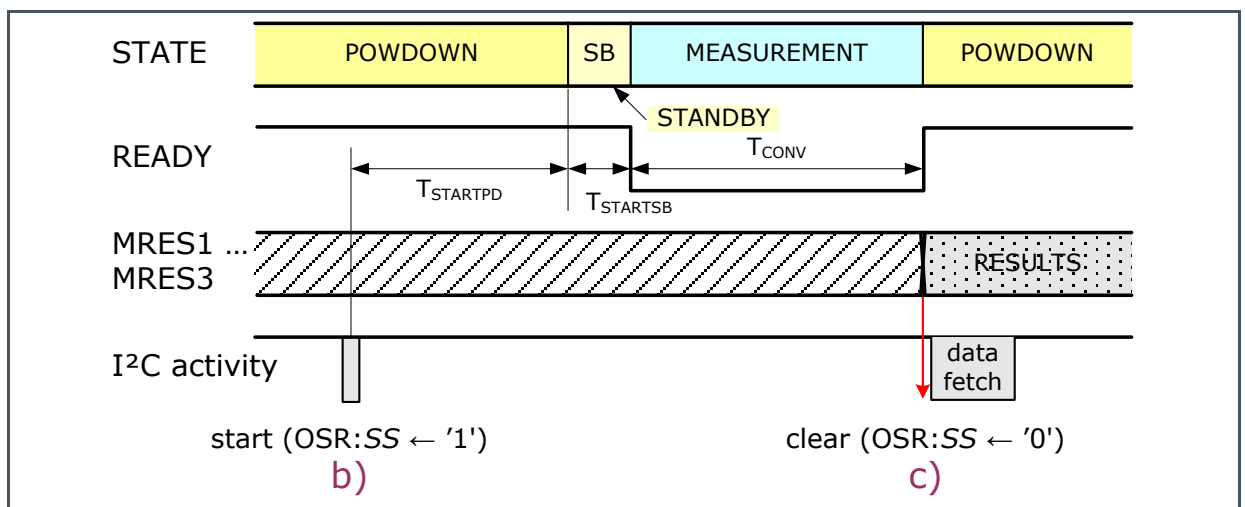 STATE
POWDOWN
SB
MEASUREMENT
POWDOWN
STANDBY
READY
TSTARTPD
TSTARTSB
TCONV
MRES1 ...
MRES3
RESULTS
I²C activity
data
fetch
start (OSR:SS ← '1')
clear (OSR:SS ← '0')
b)
c)